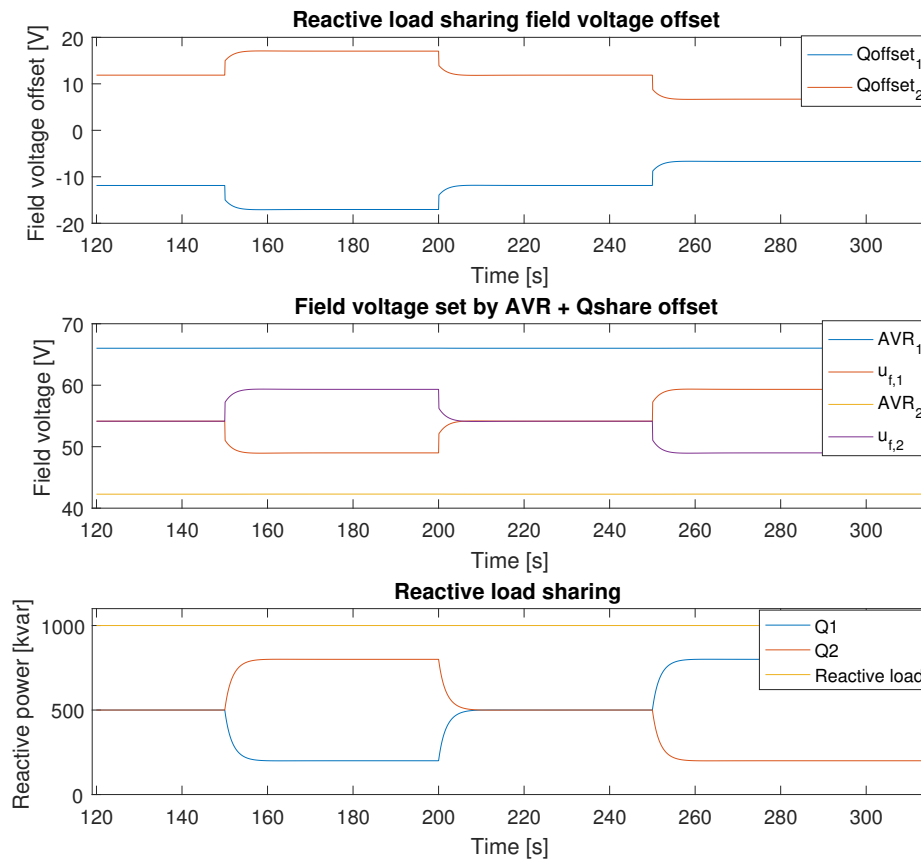 Reactive load sharing field voltage offset
Field voltage offset [V]
20
10
0
-10
-20
Qoffset1
Qoffset2
120 140 160 180 200 220 240 260 280 300
Time [s]
Field voltage set by AVR + Qshare offset
Field voltage [V]
70
60
50
40
AVR1
uf,1
AVR2
uf,2
120 140 160 180 200 220 240 260 280 300
Time [s]
Reactive load sharing
Reactive power [kvar]
1000
500
0
Q1
Q2
Reactive load
120 140 160 180 200 220 240 260 280 300
Time [s]